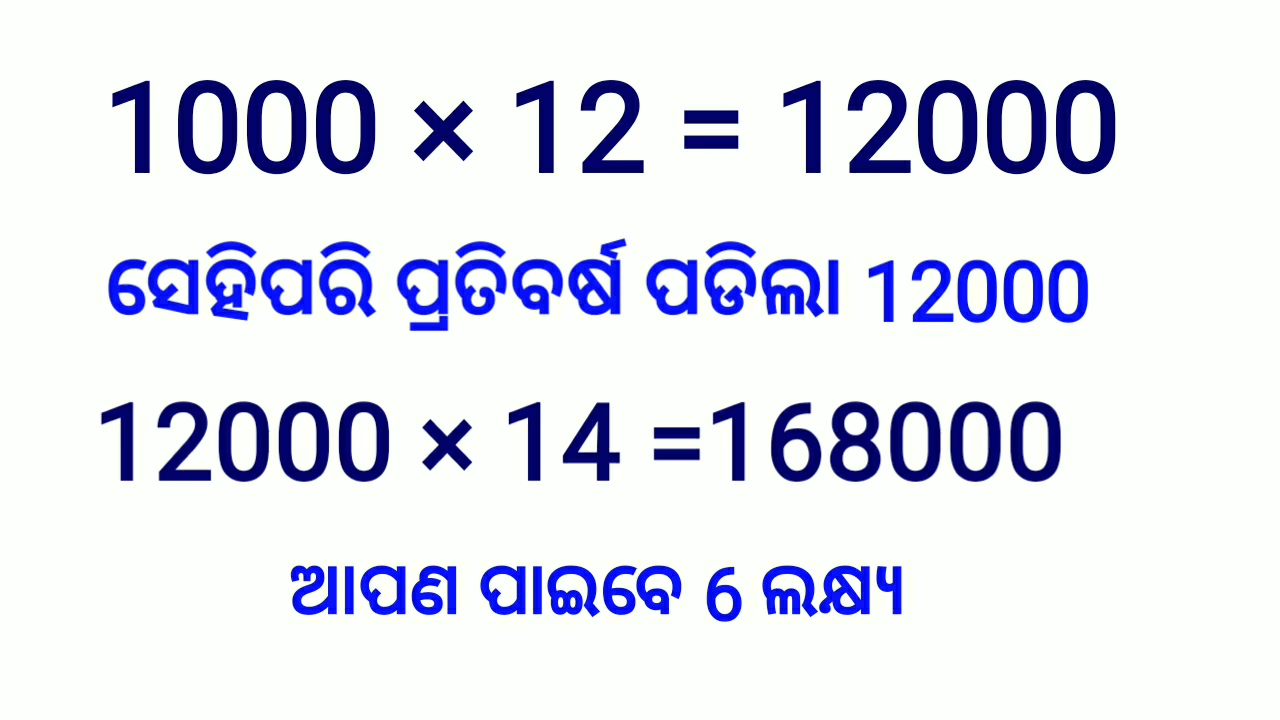 1000 × 12 = 12000
ସେହିପରି ପ୍ରତିବର୍ଷ ପଡିଲା 12000
12000 × 14 =168000
ଆପଣ ପାଇବେ 6 ଲକ୍ଷ୍ୟ